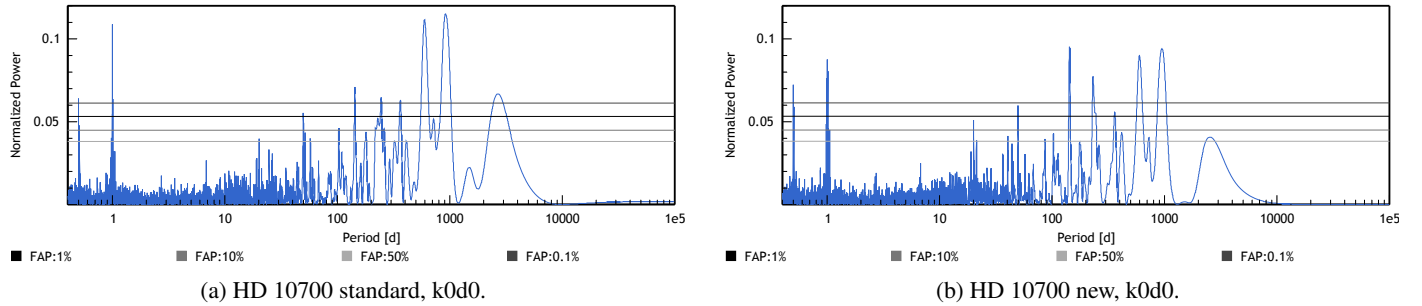 Normalized Power
0.1
0.05
1
10
100
1000
10000
1e5
Period [d]
FAP:1%
FAP:10%
FAP:50%
FAP:0.1%
(a) HD 10700 standard, k0d0.
Normalized Power
0.1
0.05
1
10
100
1000
10000
1e5
Period [d]
FAP:1%
FAP:10%
FAP:50%
FAP:0.1%
(b) HD 10700 new, k0d0.